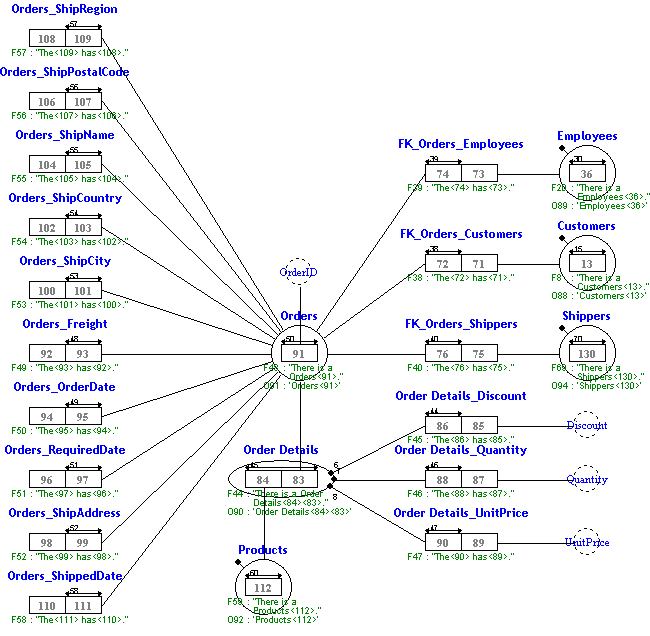 Orders_ShipRegion
57
108 109
F57 : "The<109> has<108>."
Orders_ShipPostalCode
56
106 107
F56 : "The<107> has<106>."
Orders_ShipName
55
104 105
F55 : "The<105> has<104>."
Orders_ShipCountry
54
102 103
F54 : "The<103> has<102>."
Orders_ShipCity
53
100 101
F53 : "The<101> has<100>."
Orders_Freight
48
92 93
F49 : "The<93> has<92>."
Orders_OrderDate
49
94 95
F50 : "The<95> has<94>."
Orders_RequiredDate
51
96 97
F51 : "The<97> has<96>."
Orders_ShipAddress
52
98 99
F52 : "The<99> has<98>."
Orders_ShippedDate
58
110 111
F58 : "The<111> has<110>."
OrderID
Orders
50
91
F48 : "There is a
Orders<91>."
O91 : 'Orders<91>'
Order Details
45
84 83
F44 : "There is a Order
Details<84><83>."
O90 : 'Order Details<84><83>'
6
8
Products
60
112
F59 : "There is a
Products<112>."
O92 : 'Products<112>'
FK_Orders_Employees
39
74 73
F39 : "The<74> has<73>."
Employees
30
36
F20 : "There is a
Employees<36>."
O89 : 'Employees<36>'
FK_Orders_Customers
38
72 71
F38 : "The<72> has<71>."
Customers
15
13
F8 : "There is a
Customers<13>."
O88 : 'Customers<13>'
FK_Orders_Shippers
40
76 75
F40 : "The<76> has<75>."
Shippers
70
130
F69 : "There is a
Shippers<130>."
O94 : 'Shippers<130>'
Order Details_Discount
44
86 85
F45 : "The<86> has<85>."
Discount
Order Details_Quantity
46
88 87
F46 : "The<88> has<87>."
Quantity
Order Details_UnitPrice
47
90 89
F47 : "The<90> has<89>."
UnitPrice